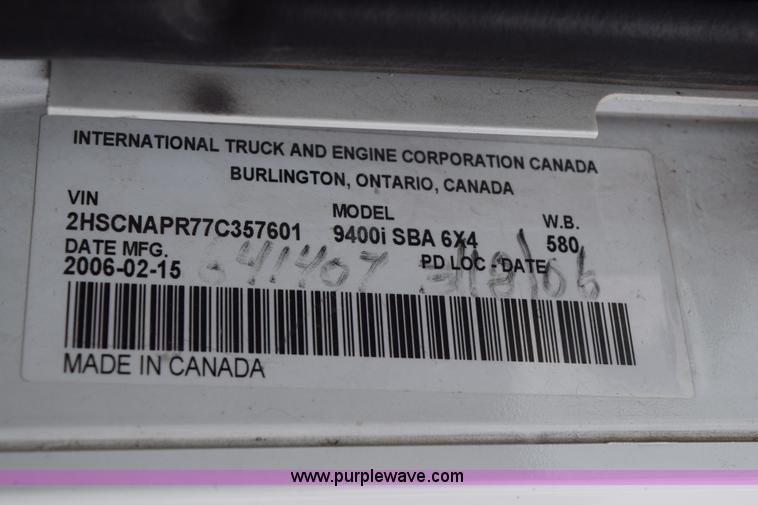 INTERNATIONAL TRUCK AND ENGINE CORPORATION CANADA
BURLINGTON, ONTARIO, CANADA
VIN MODEL W.B.
2HSCNAPR77C357601 9400i SBA 6X4 580
DATE MFG. PD LOC - DATE
2006-02-15 641407
MADE IN CANADA
www.purplewave.com